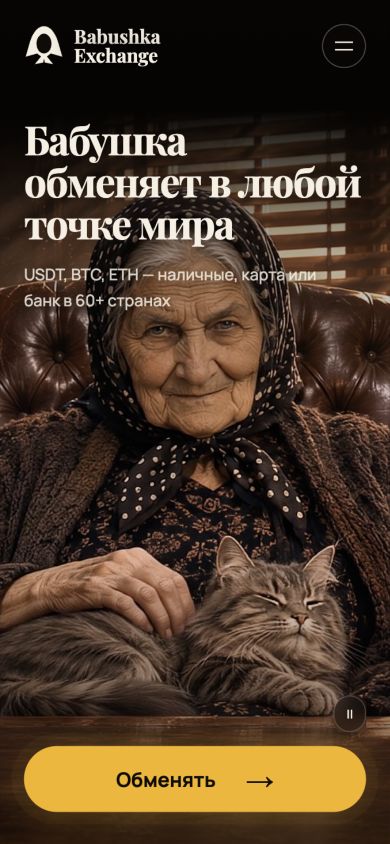 Babushka
Exchange
Бабушка
обменяет в любой
точке мира
USDT, BTC, ETH — наличные, карта или
банк в 60+ странах
Обменять →